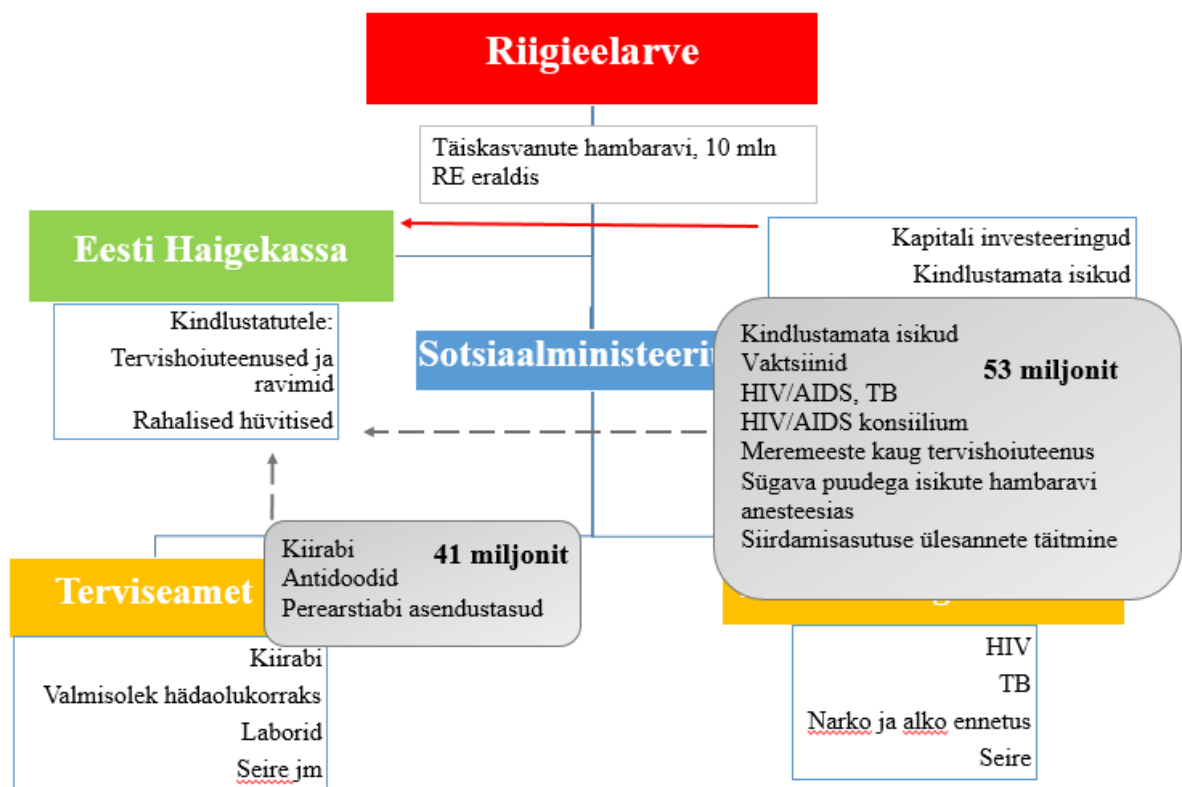 Riigieelarve
Täiskasvanute hambaravi, 10 mln
RE eraldis
Eesti Haigekassa
Kapitali investeeringud
Kindlustamata isikud
Kindlustatutele:
Tervishoiuteenused ja
ravimid
Rahalised hüvitised
Kindlustamata isikud
Vaktsiinid
53 miljonit
HIV/AIDS, TB
HIV/AIDS konsiilium
Meremeeste kaug tervishoiuteenus
Sügava puudega isikute hambaravi
anesteesias
Siirdamisasutuse ülesannete täitmine
Kiirabi
41 miljonit
Antidoodid
Perearstiabi asendustasud
Terviseamet
Kiirabi
Valmisolek hädaolukorraks
Laborid
Seire jm
HIV
TB
Narko ja alko ennetus
Seire